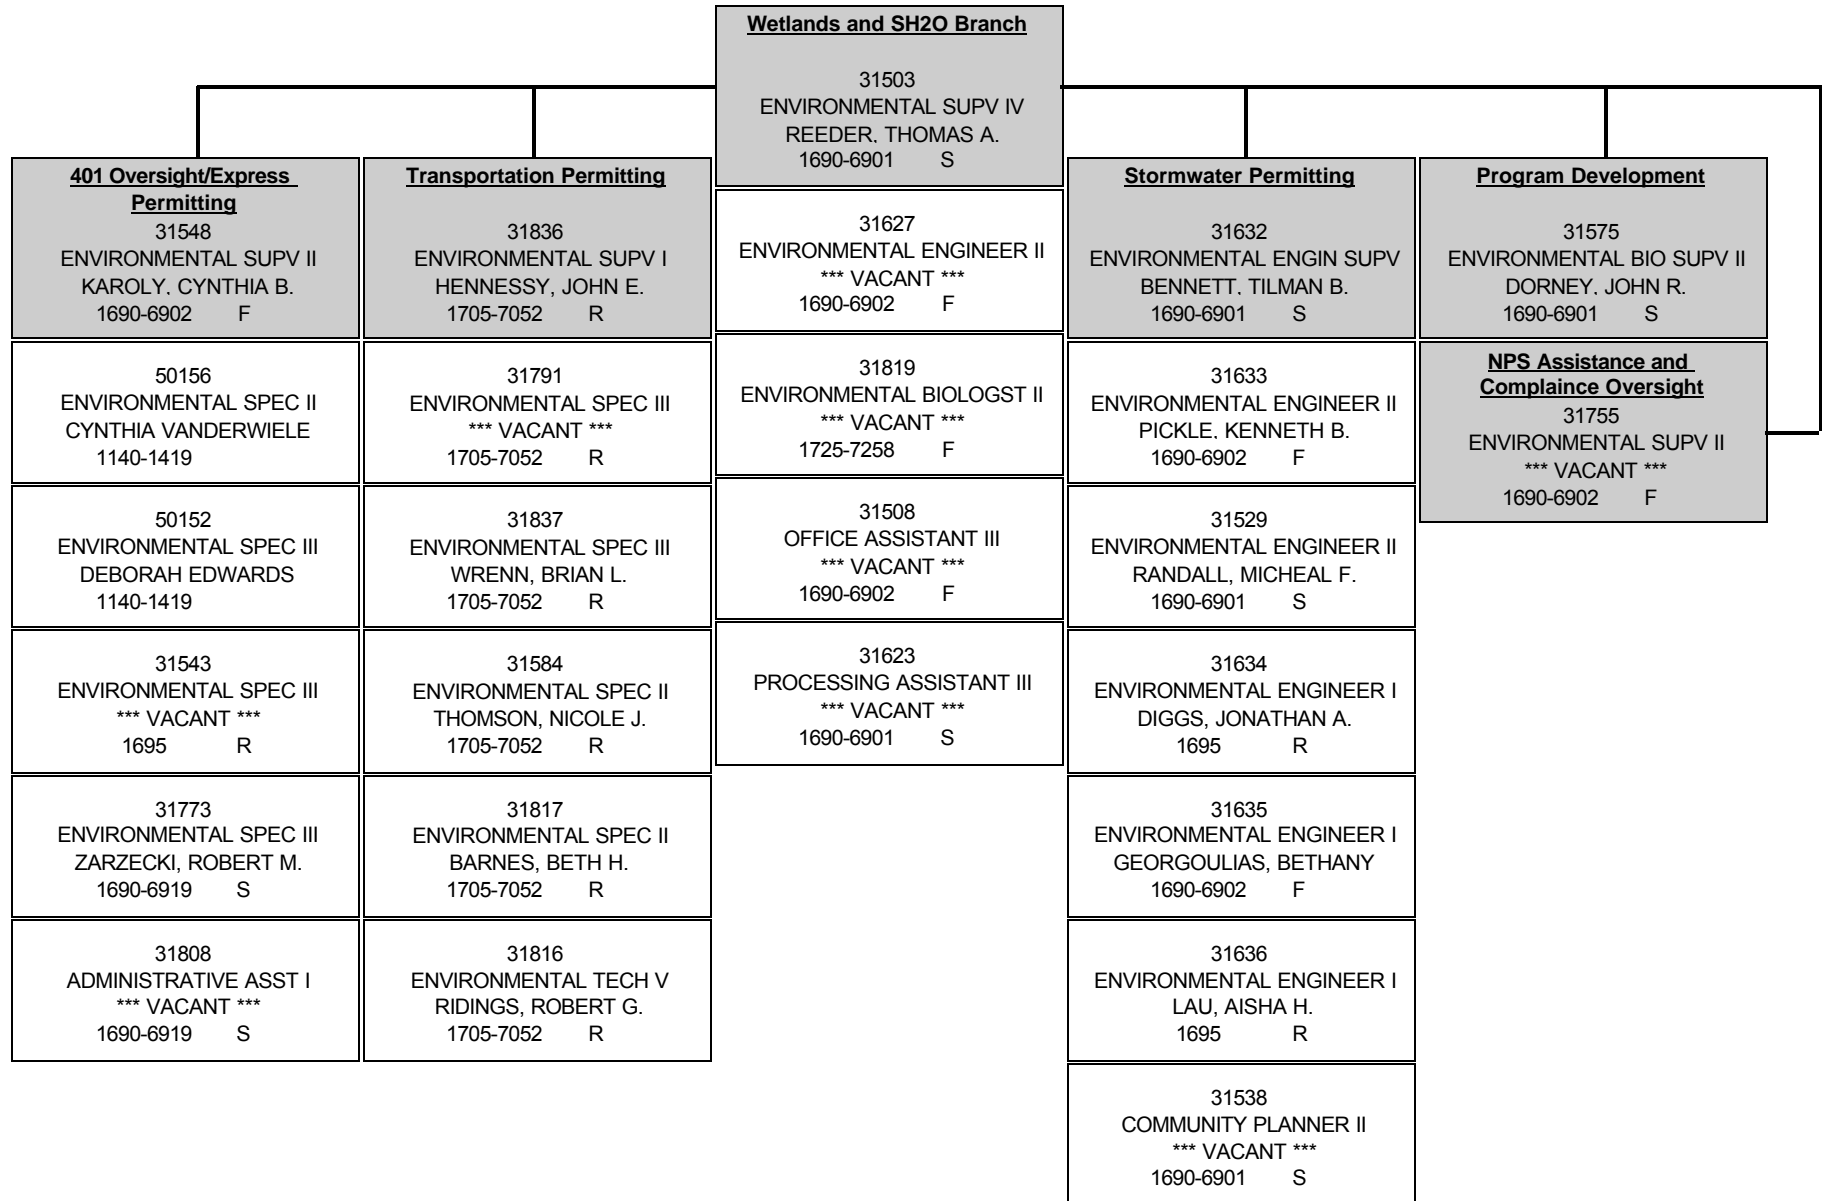 Wetlands and SH2O Branch
31503
ENVIRONMENTAL SUPV IV
REEDER, THOMAS A.
1690-6901 S
401 Oversight/Express
Permitting
31548
ENVIRONMENTAL SUPV II
KAROLY, CYNTHIA B.
1690-6902 F
50156
ENVIRONMENTAL SPEC II
CYNTHIA VANDERWIELE
1140-1419
50152
ENVIRONMENTAL SPEC III
DEBORAH EDWARDS
1140-1419
31543
ENVIRONMENTAL SPEC III
*** VACANT ***
1695 R
31773
ENVIRONMENTAL SPEC III
ZARZECKI, ROBERT M.
1690-6919 S
31808
ADMINISTRATIVE ASST I
*** VACANT ***
1690-6919 S
Transportation Permitting
31836
ENVIRONMENTAL SUPV I
HENNESSY, JOHN E.
1705-7052 R
31791
ENVIRONMENTAL SPEC III
*** VACANT ***
1705-7052 R
31837
ENVIRONMENTAL SPEC III
WRENN, BRIAN L.
1705-7052 R
31584
ENVIRONMENTAL SPEC II
THOMSON, NICOLE J.
1705-7052 R
31817
ENVIRONMENTAL SPEC II
BARNES, BETH H.
1705-7052 R
31816
ENVIRONMENTAL TECH V
RIDINGS, ROBERT G.
1705-7052 R
31627
ENVIRONMENTAL ENGINEER II
*** VACANT ***
1690-6902 F
31819
ENVIRONMENTAL BIOLOGST II
*** VACANT ***
1725-7258 F
31508
OFFICE ASSISTANT III
*** VACANT ***
1690-6902 F
31623
PROCESSING ASSISTANT III
*** VACANT ***
1690-6901 S
Stormwater Permitting
31632
ENVIRONMENTAL ENGIN SUPV
BENNETT, TILMAN B.
1690-6901 S
31633
ENVIRONMENTAL ENGINEER II
PICKLE, KENNETH B.
1690-6902 F
31529
ENVIRONMENTAL ENGINEER II
RANDALL, MICHEAL F.
1690-6901 S
31634
ENVIRONMENTAL ENGINEER I
DIGGS, JONATHAN A.
1695 R
31635
ENVIRONMENTAL ENGINEER I
GEORGOULIAS, BETHANY
1690-6902 F
31636
ENVIRONMENTAL ENGINEER I
LAU, AISHA H.
1695 R
31538
COMMUNITY PLANNER II
*** VACANT ***
1690-6901 S
Program Development
31575
ENVIRONMENTAL BIO SUPV II
DORNEY, JOHN R.
1690-6901 S
NPS Assistance and
Complaince Oversight
31755
ENVIRONMENTAL SUPV II
*** VACANT ***
1690-6902 F